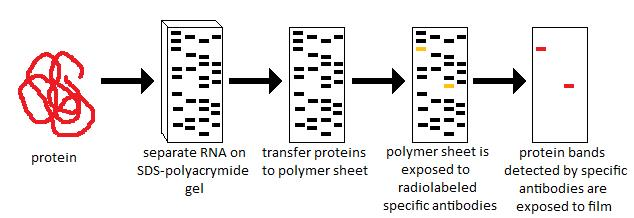 protein
separate RNA on
SDS-polyacrymide
gel
transfer proteins
to polymer sheet
polymer sheet is
exposed to
radiolabeled
specific antibodies
protein bands
detected by specific
antibodies are
exposed to film